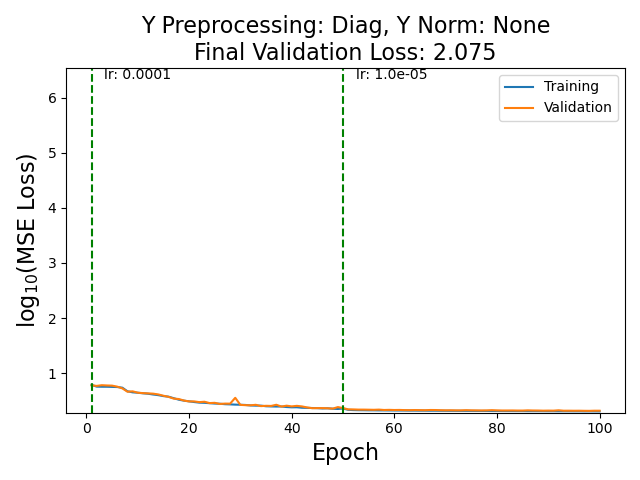 Y Preprocessing: Diag, Y Norm: None
Final Validation Loss: 2.075
lr: 0.0001
lr: 1.0e-05
Training
Validation
6
5
4
3
2
1
log10(MSE Loss)
0
20
40
60
80
100
Epoch